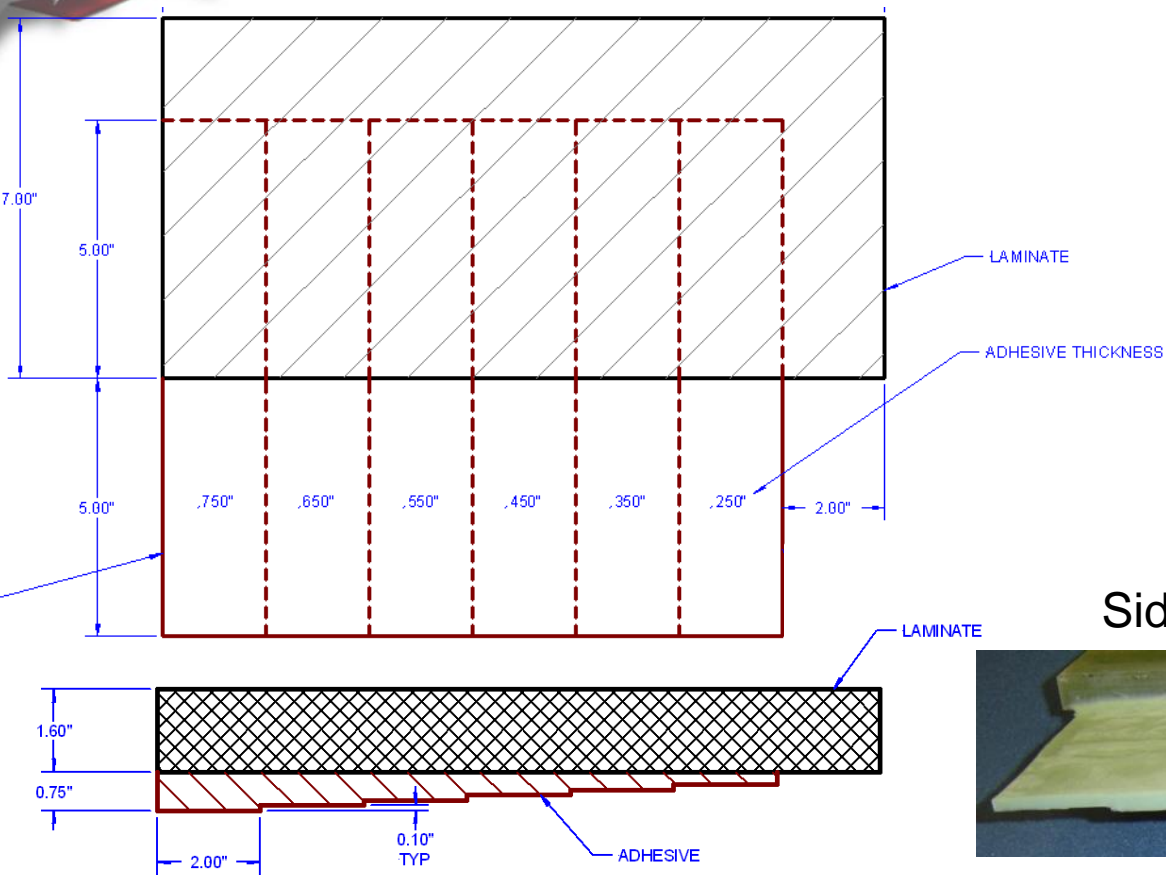 7.00"
5.00"
LAMINATE
ADHESIVE THICKNESS
5.00"
.750"
.650"
.550"
.450"
.350"
.250"
2.00"
Sid
LAMINATE
1.60"
0.75"
0.10"
TYP
2.00"
ADHESIVE